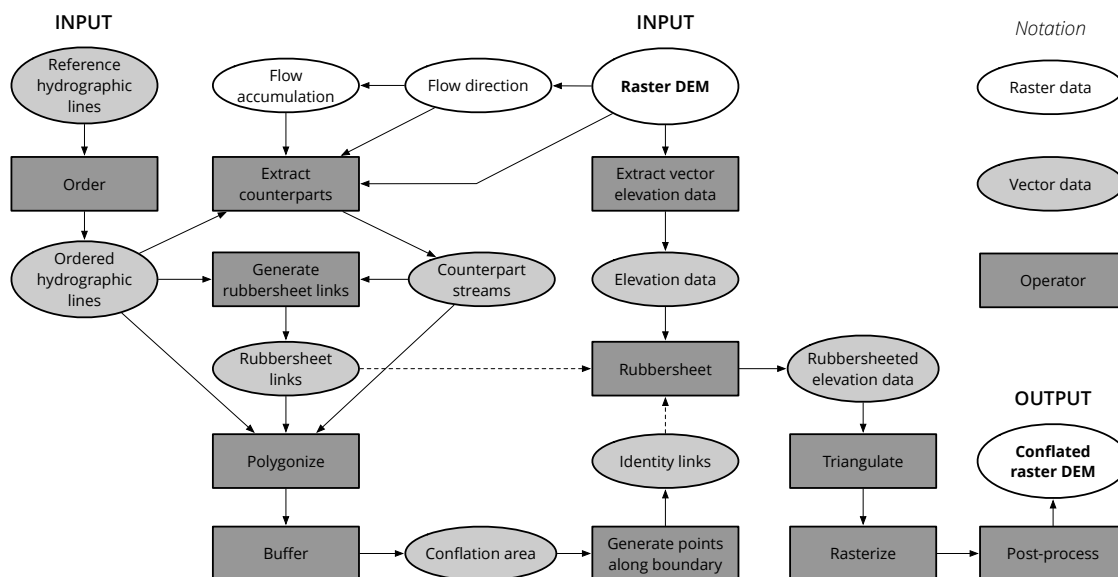 INPUT
INPUT
Notation
Reference
hydrographic
lines
Flow
accumulation
Flow direction
Raster DEM
Raster data
Order
Extract
counterparts
Extract vector
elevation data
Vector data
Ordered
hydrographic
lines
Generate
rubbersheet links
Counterpart
streams
Elevation data
Operator
Rubbersheet
links
Rubbersheet
Rubbersheeted
elevation data
OUTPUT
Polygonize
Identity links
Triangulate
Conflated
raster DEM
Buffer
Conflation area
Generate points
along boundary
Rasterize
Post-process